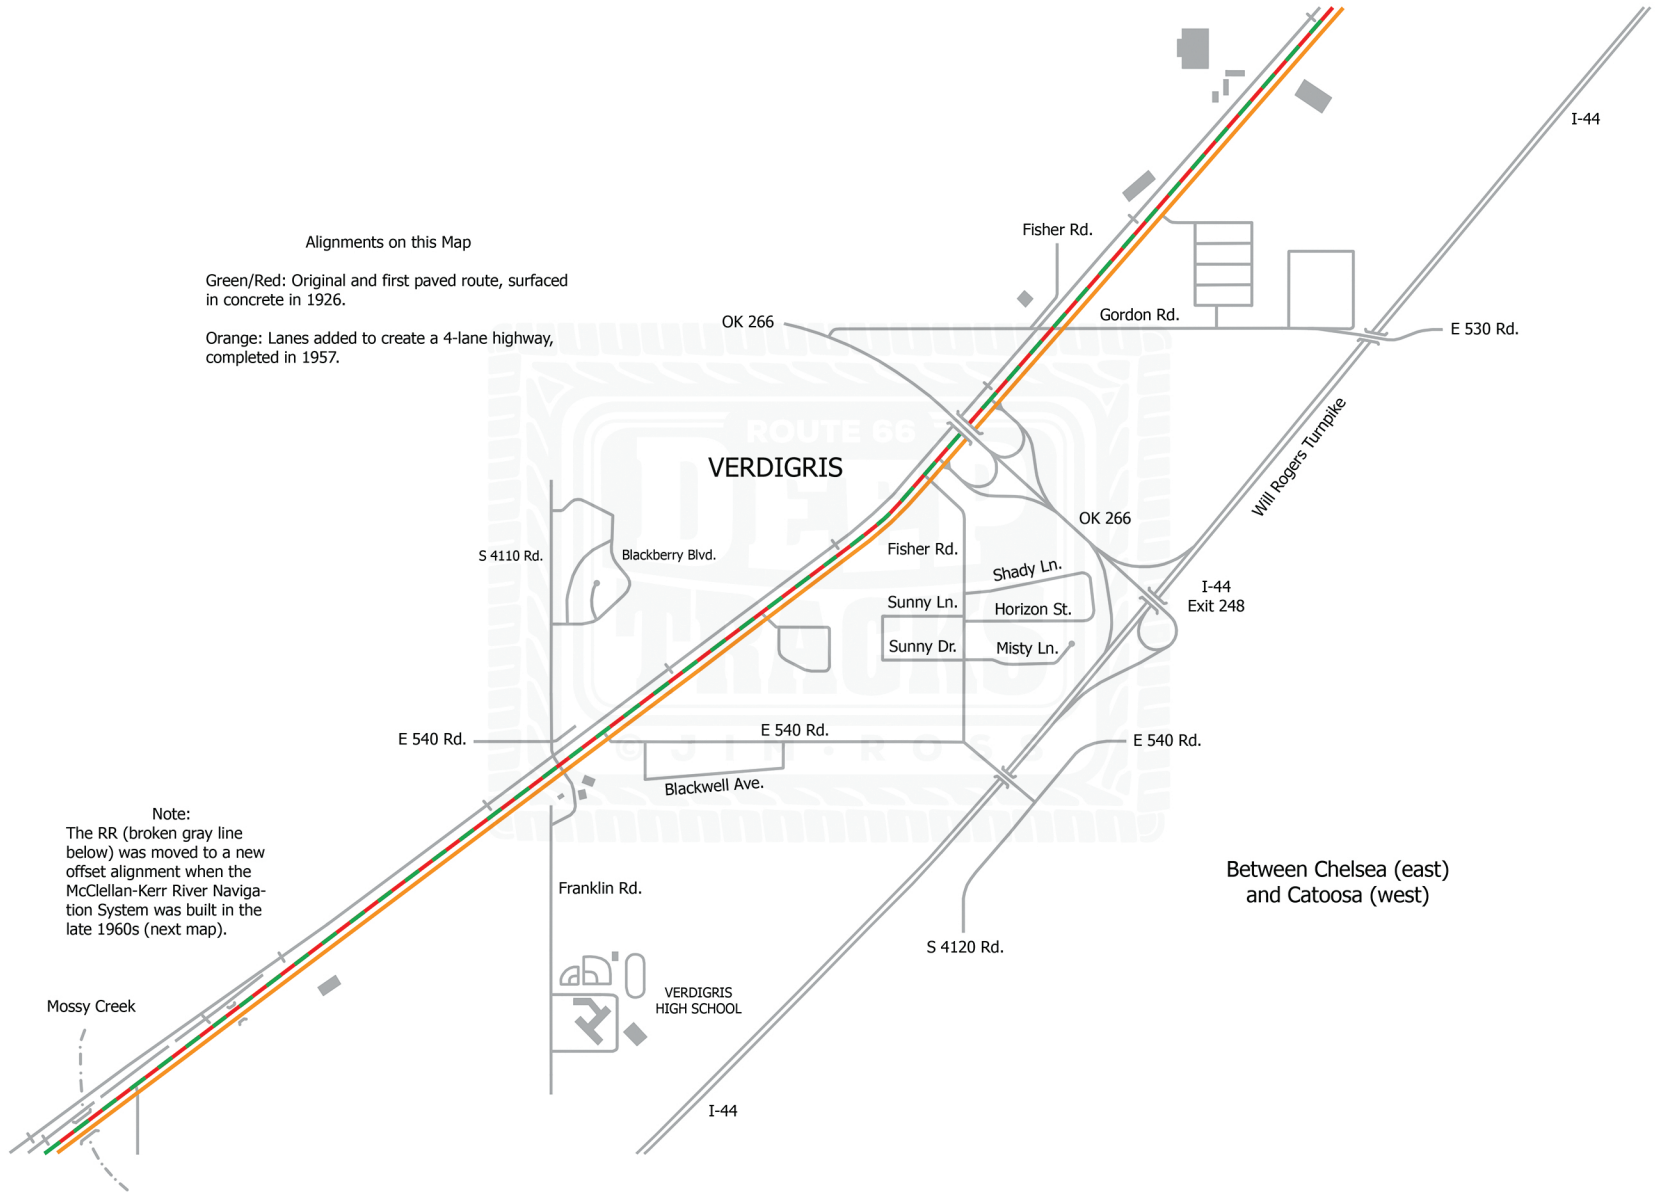 I-44
Fisher Rd.
Alignments on this Map
Green/Red: Original and first paved route, surfaced
in concrete in 1926.
Orange: Lanes added to create a 4-lane highway,
completed in 1957.
OK 266
Gordon Rd.
E 530 Rd.
Will Rogers Turnpike
ROUTE 66
VERDIGRIS
DEEP
TRACKS
© JIM ROSS
OK 266
S 4110 Rd.
Blackberry Blvd.
Fisher Rd.
Shady Ln.
I-44
Exit 248
Sunny Ln.
Horizon St.
Sunny Dr.
Misty Ln.
E 540 Rd.
E 540 Rd.
E 540 Rd.
Blackwell Ave.
Note:
The RR (broken gray line
below) was moved to a new
offset alignment when the
McClellan-Kerr River Naviga-
tion System was built in the
late 1960s (next map).
Between Chelsea (east)
and Catoosa (west)
Franklin Rd.
S 4120 Rd.
VERDIGRIS
HIGH SCHOOL
Mossy Creek
I-44